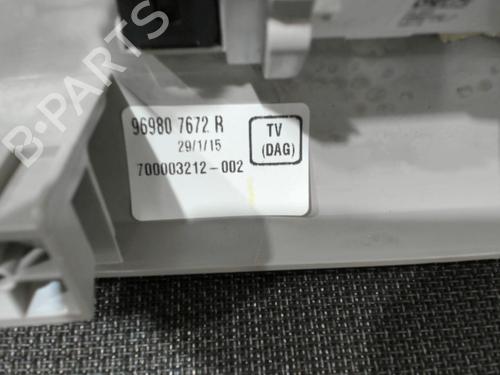 B-PARTS
96980 7672 R
29/1/15
TV
(DAG)
700003212-002